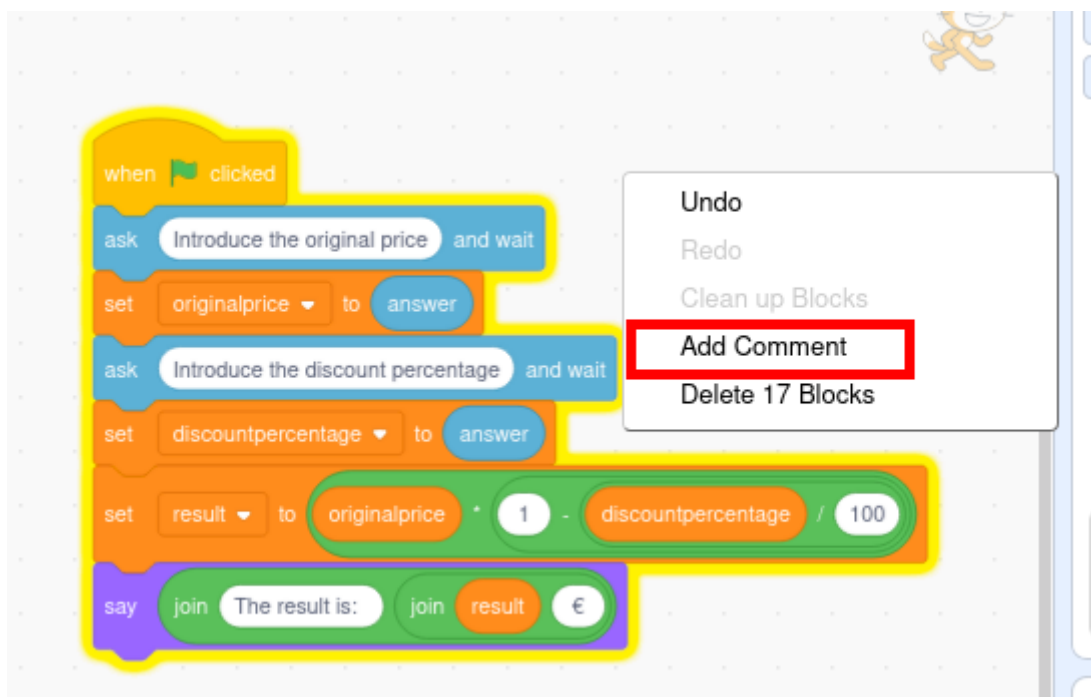 when clicked
ask Introduce the original price and wait
set originalprice to answer
ask Introduce the discount percentage and wait
set discountpercentage to answer
set result to originalprice * 1 - discountpercentage / 100
say join The result is: join result €
Undo
Redo
Clean up Blocks
Add Comment
Delete 17 Blocks